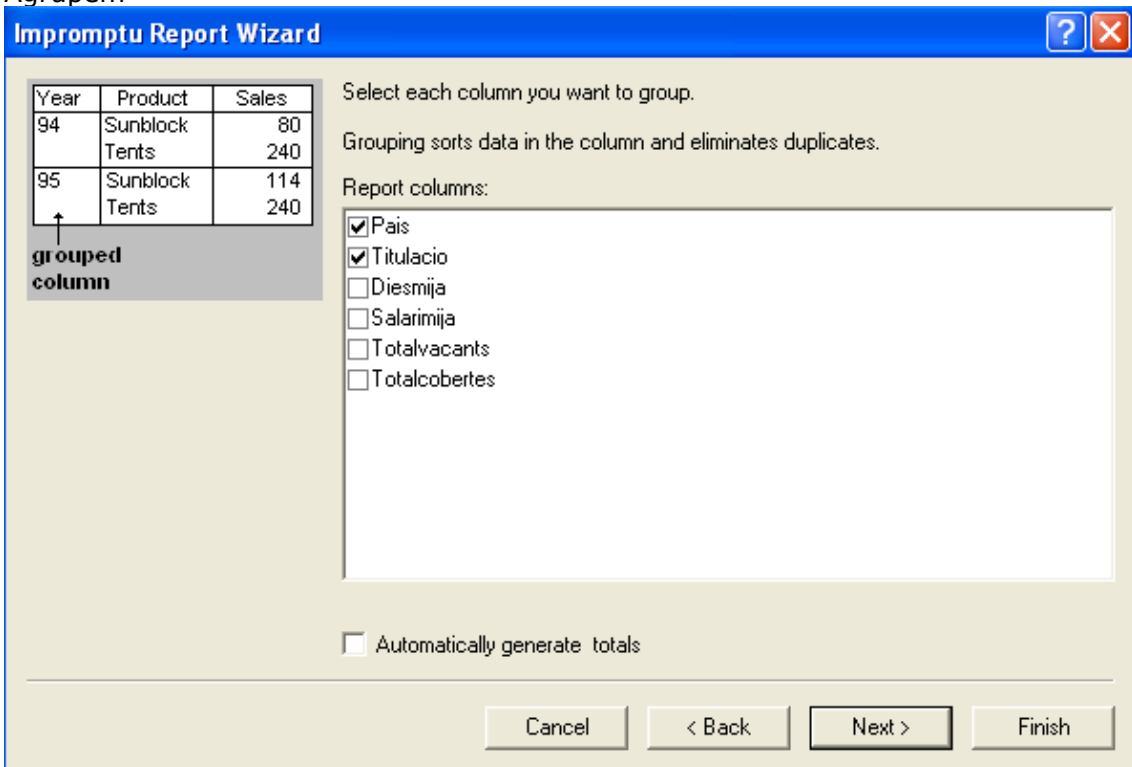 Agrupem
Impromptu Report Wizard
Year Product Sales
94 Sunblock 80
Tents 240
95 Sunblock 114
Tents 240
grouped
column
Select each column you want to group.
Grouping sorts data in the column and eliminates duplicates.
Report columns:
Pais
Titulacio
Diesmija
Salarimija
Totalvacants
Totalcobertes
Automatically generate totals
Cancel
< Back
Next >
Finish